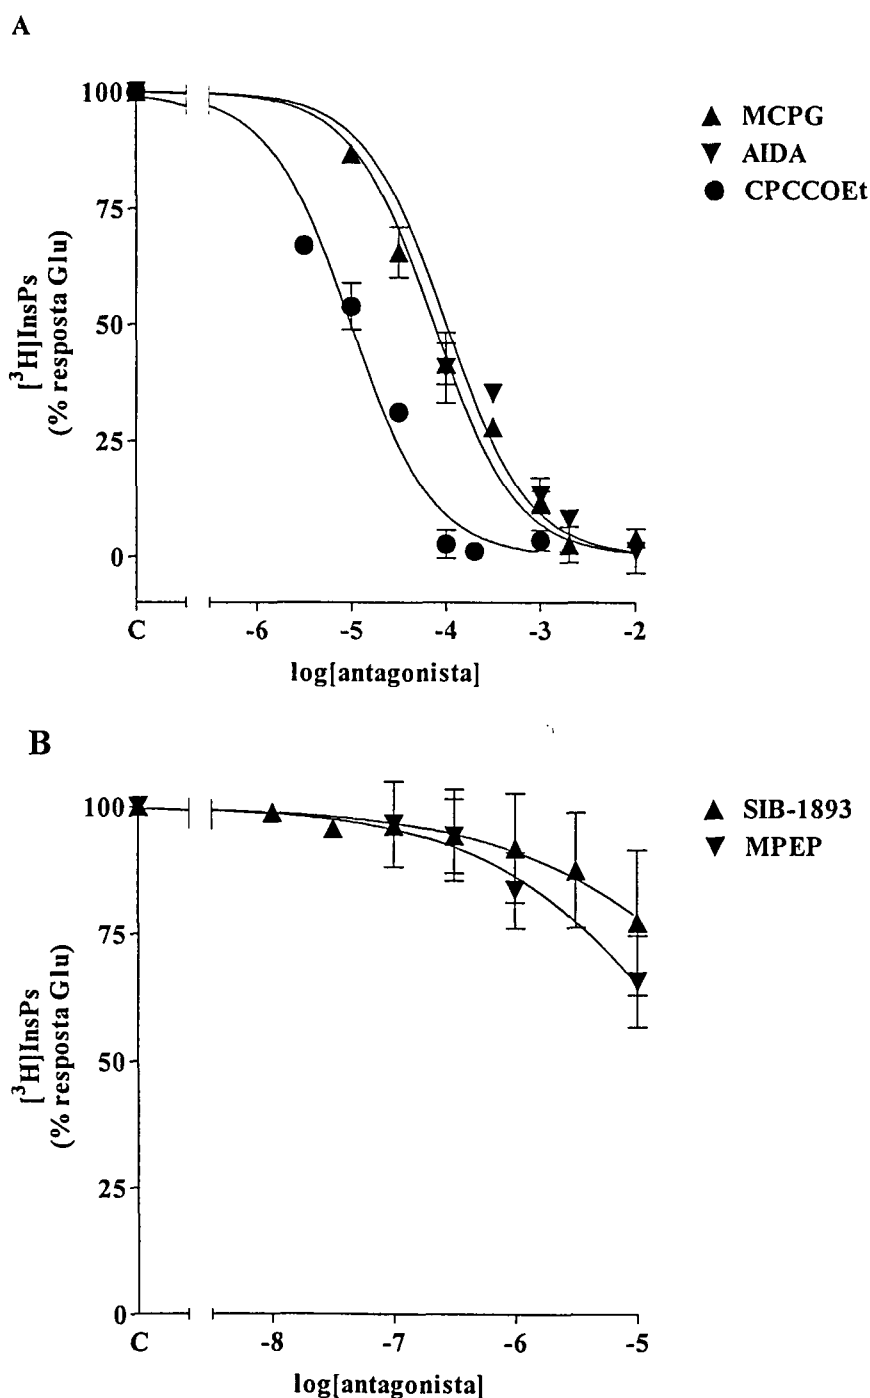 A
100
75
50
25
0
[³H]InsPs
(% resposta Glu)
C -6 -5 -4 -3 -2
log[antagonista]
MCPG
AIDA
CPCCOEt
B
100
75
50
25
0
[³H]InsPs
(% resposta Glu)
C -8 -7 -6 -5
log[antagonista]
SIB-1893
MPEP